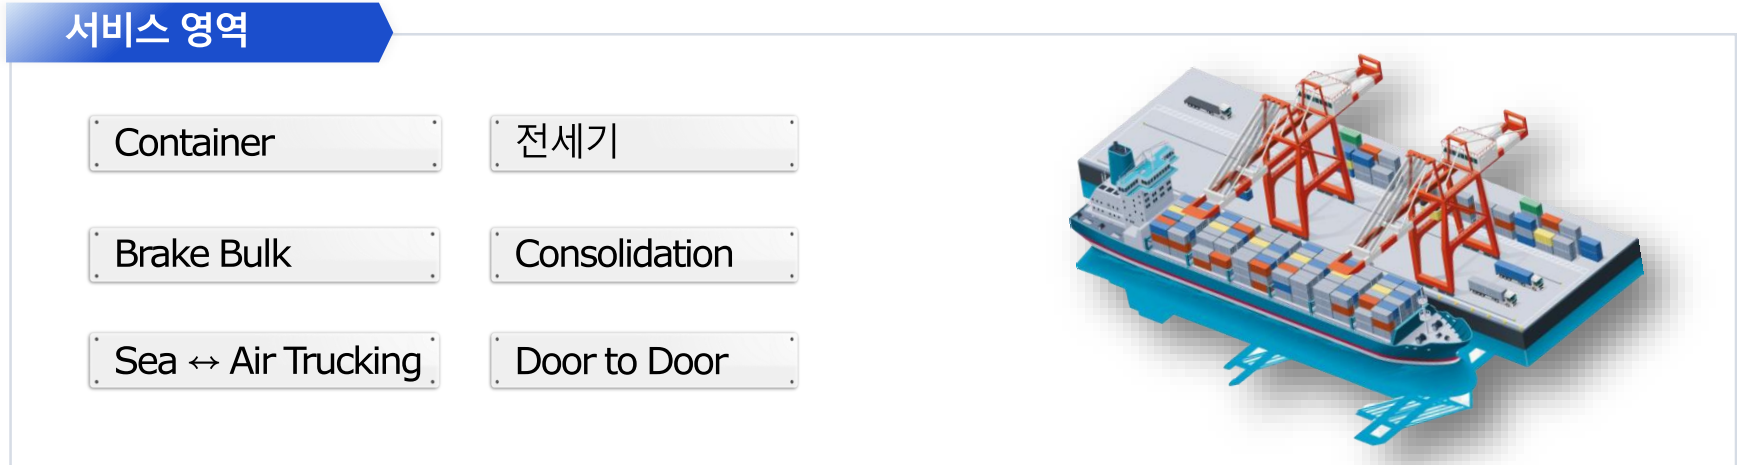 서비스 영역
Container
전세기
Brake Bulk
Consolidation
Sea ↔ Air Trucking
Door to Door